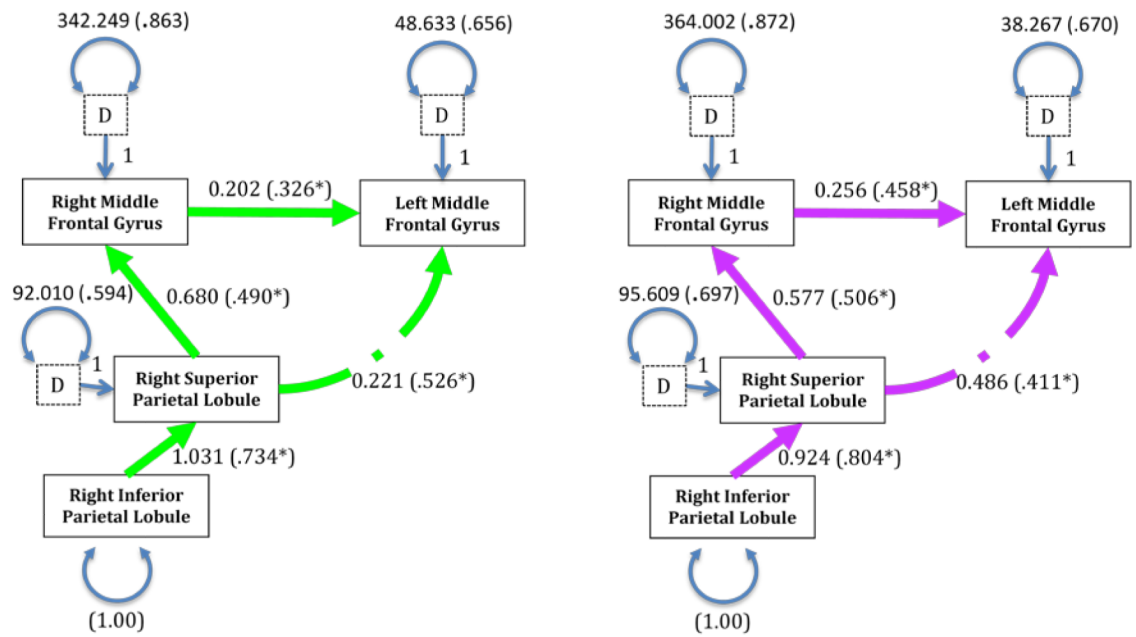 342.249 (.863)
48.633 (.656)
D
D
1
1
Right Middle
Frontal Gyrus
0.202 (.326*)
Left Middle
Frontal Gyrus
92.010 (.594)
0.680 (.490*)
1
D
Right Superior
Parietal Lobule
0.221 (.526*)
1.031 (.734*)
Right Inferior
Parietal Lobule
(1.00)
364.002 (.872)
38.267 (.670)
D
D
1
1
Right Middle
Frontal Gyrus
0.256 (.458*)
Left Middle
Frontal Gyrus
95.609 (.697)
0.577 (.506*)
1
D
Right Superior
Parietal Lobule
0.486 (.411*)
0.924 (.804*)
Right Inferior
Parietal Lobule
(1.00)